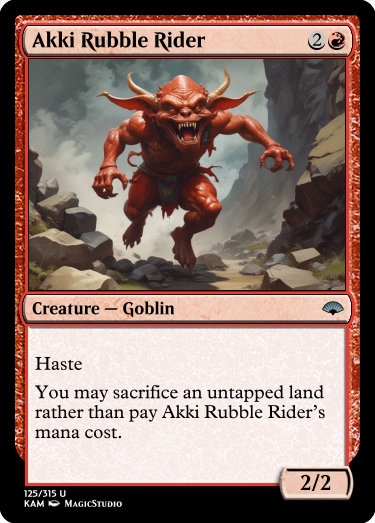 Akki Rubble Rider 2
Creature — Goblin
Haste
You may sacrifice an untapped land
rather than pay Akki Rubble Rider's
mana cost.
2/2
125/315 U
KAM MagicStudio